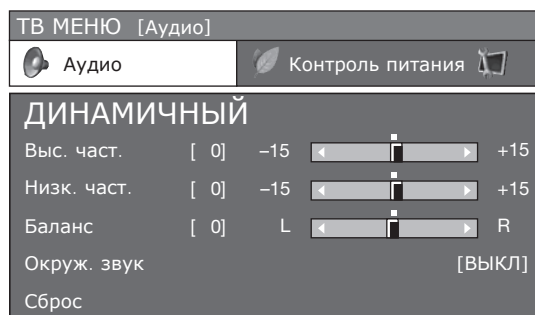 ТВ МЕНЮ [Аудио]
Аудио Контроль питания
ДИНАМИЧНЫЙ
Выс. част. [ 0] –15 +15
Низк. част. [ 0] –15 +15
Баланс [ 0] L R
Окруж. звук [ВЫКЛ]
Сброс